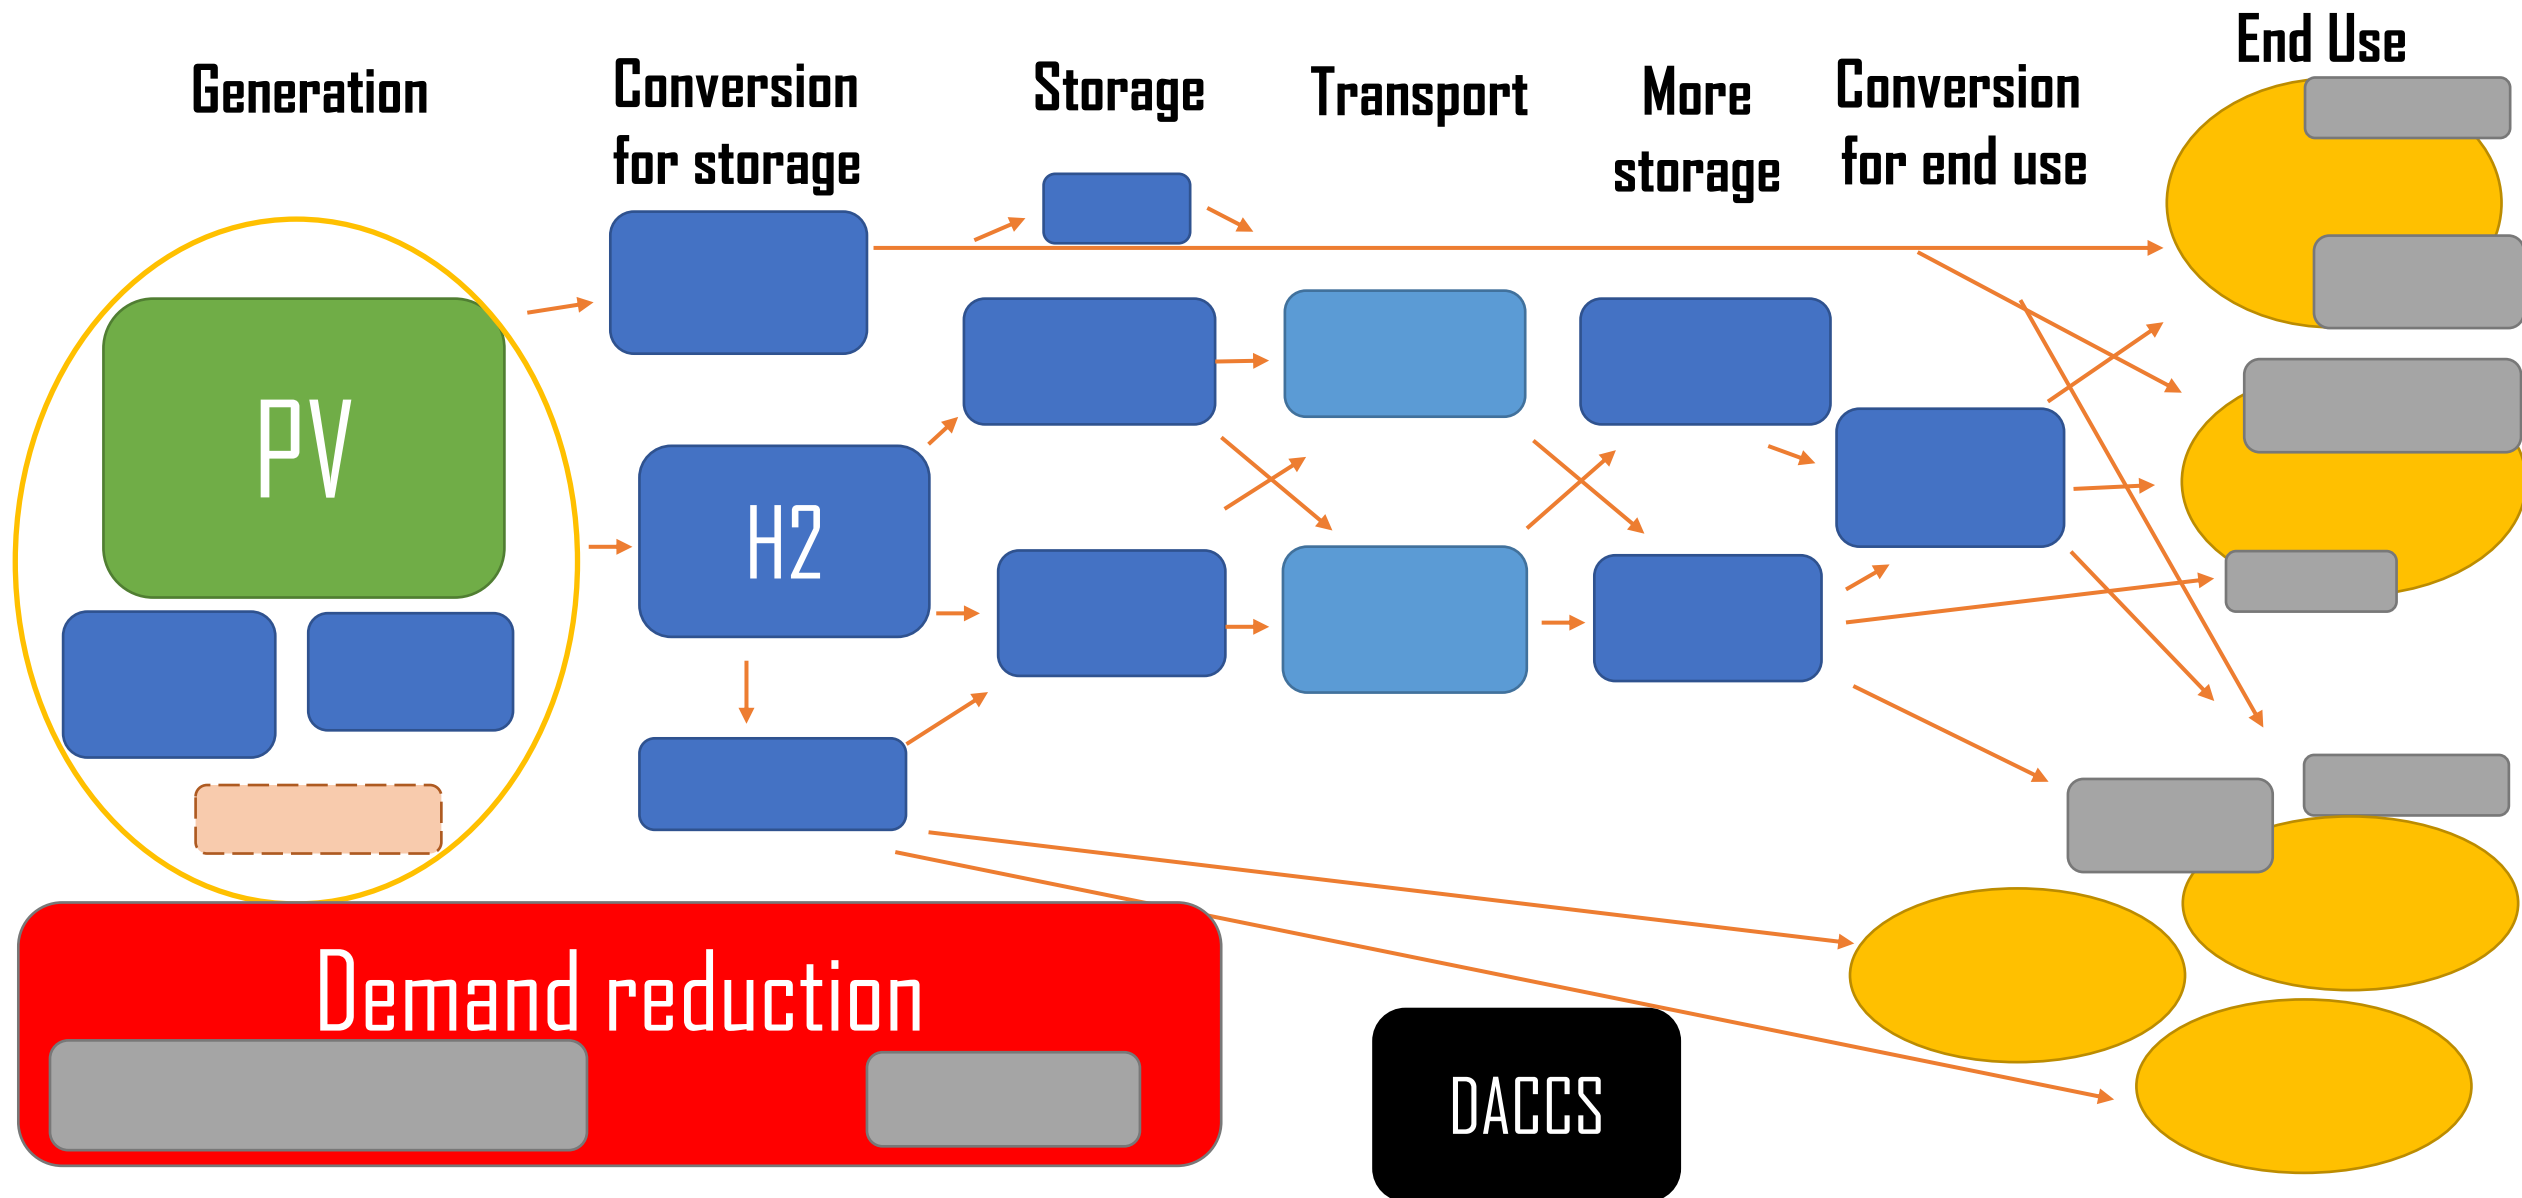 Generation
Conversion
for storage
Storage
Transport
More
storage
Conversion
for end use
End Use
PV
H2
Demand reduction
DACCS